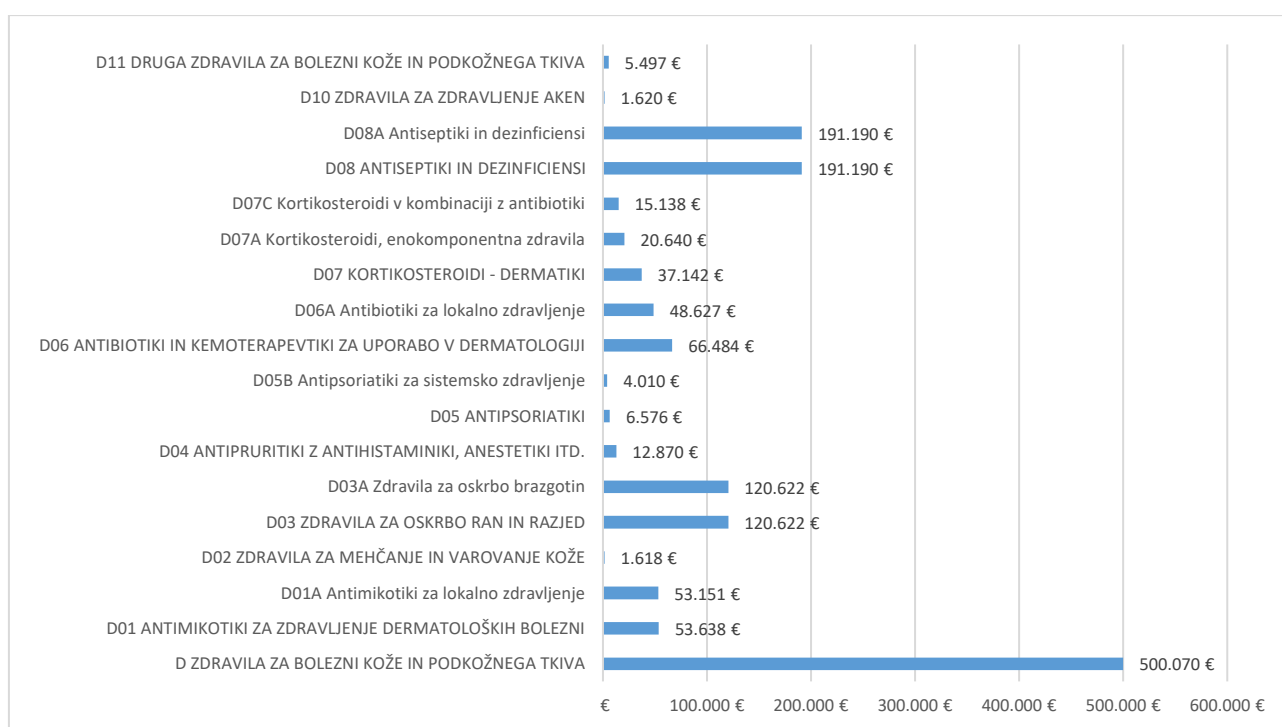 D11 DRUGA ZDRAVILA ZA BOLEZNI KOŽE IN PODKOŽNEGA TKIVA 5.497 €
D10 ZDRAVILA ZA ZDRAVLJENJE AKEN 1.620 €
D08A Antiseptiki in dezinficiensi 191.190 €
D08 ANTISEPTIKI IN DEZINFICIENSI 191.190 €
D07C Kortikosteroidi v kombinaciji z antibiotiki 15.138 €
D07A Kortikosteroidi, enokomponentna zdravila 20.640 €
D07 KORTIKOSTEROIDI - DERMATIKI 37.142 €
D06A Antibiotiki za lokalno zdravljenje 48.627 €
D06 ANTIBIOTIKI IN KEMOTERAPEVTIKI ZA UPORABO V DERMATOLOGIJI 66.484 €
D05B Antipsoriatiki za sistemsko zdravljenje 4.010 €
D05 ANTIPSORIATIKI 6.576 €
D04 ANTIPRURITIKI Z ANTIHISTAMINIKI, ANESTETIKI ITD. 12.870 €
D03A Zdravila za oskrbo brazgotin 120.622 €
D03 ZDRAVILA ZA OSKRBO RAN IN RAZJED 120.622 €
D02 ZDRAVILA ZA MEHČANJE IN VAROVANJE KOŽE 1.618 €
D01A Antimikotiki za lokalno zdravljenje 53.151 €
D01 ANTIMIKOTIKI ZA ZDRAVLJENJE DERMATOLOŠKIH BOLEZNI 53.638 €
D ZDRAVILA ZA BOLEZNI KOŽE IN PODKOŽNEGA TKIVA 500.070 €
€ 100.000 € 200.000 € 300.000 € 400.000 € 500.000 € 600.000 €